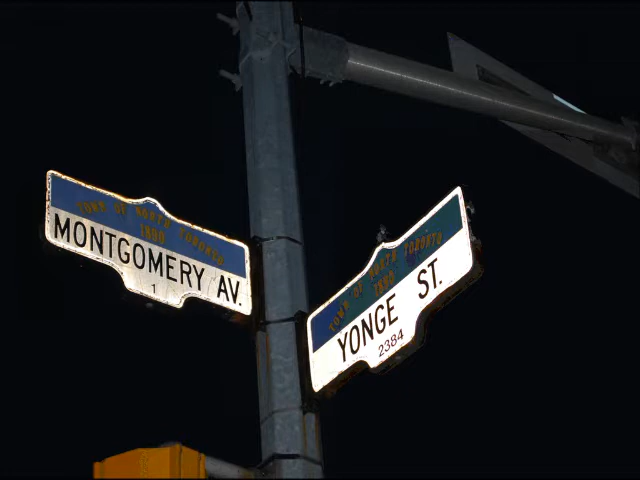 TOWN OF NORTH TORONTO
1890
MONTGOMERY AV.
1
TOWN OF NORTH TORONTO
1890
YONGE ST.
2384